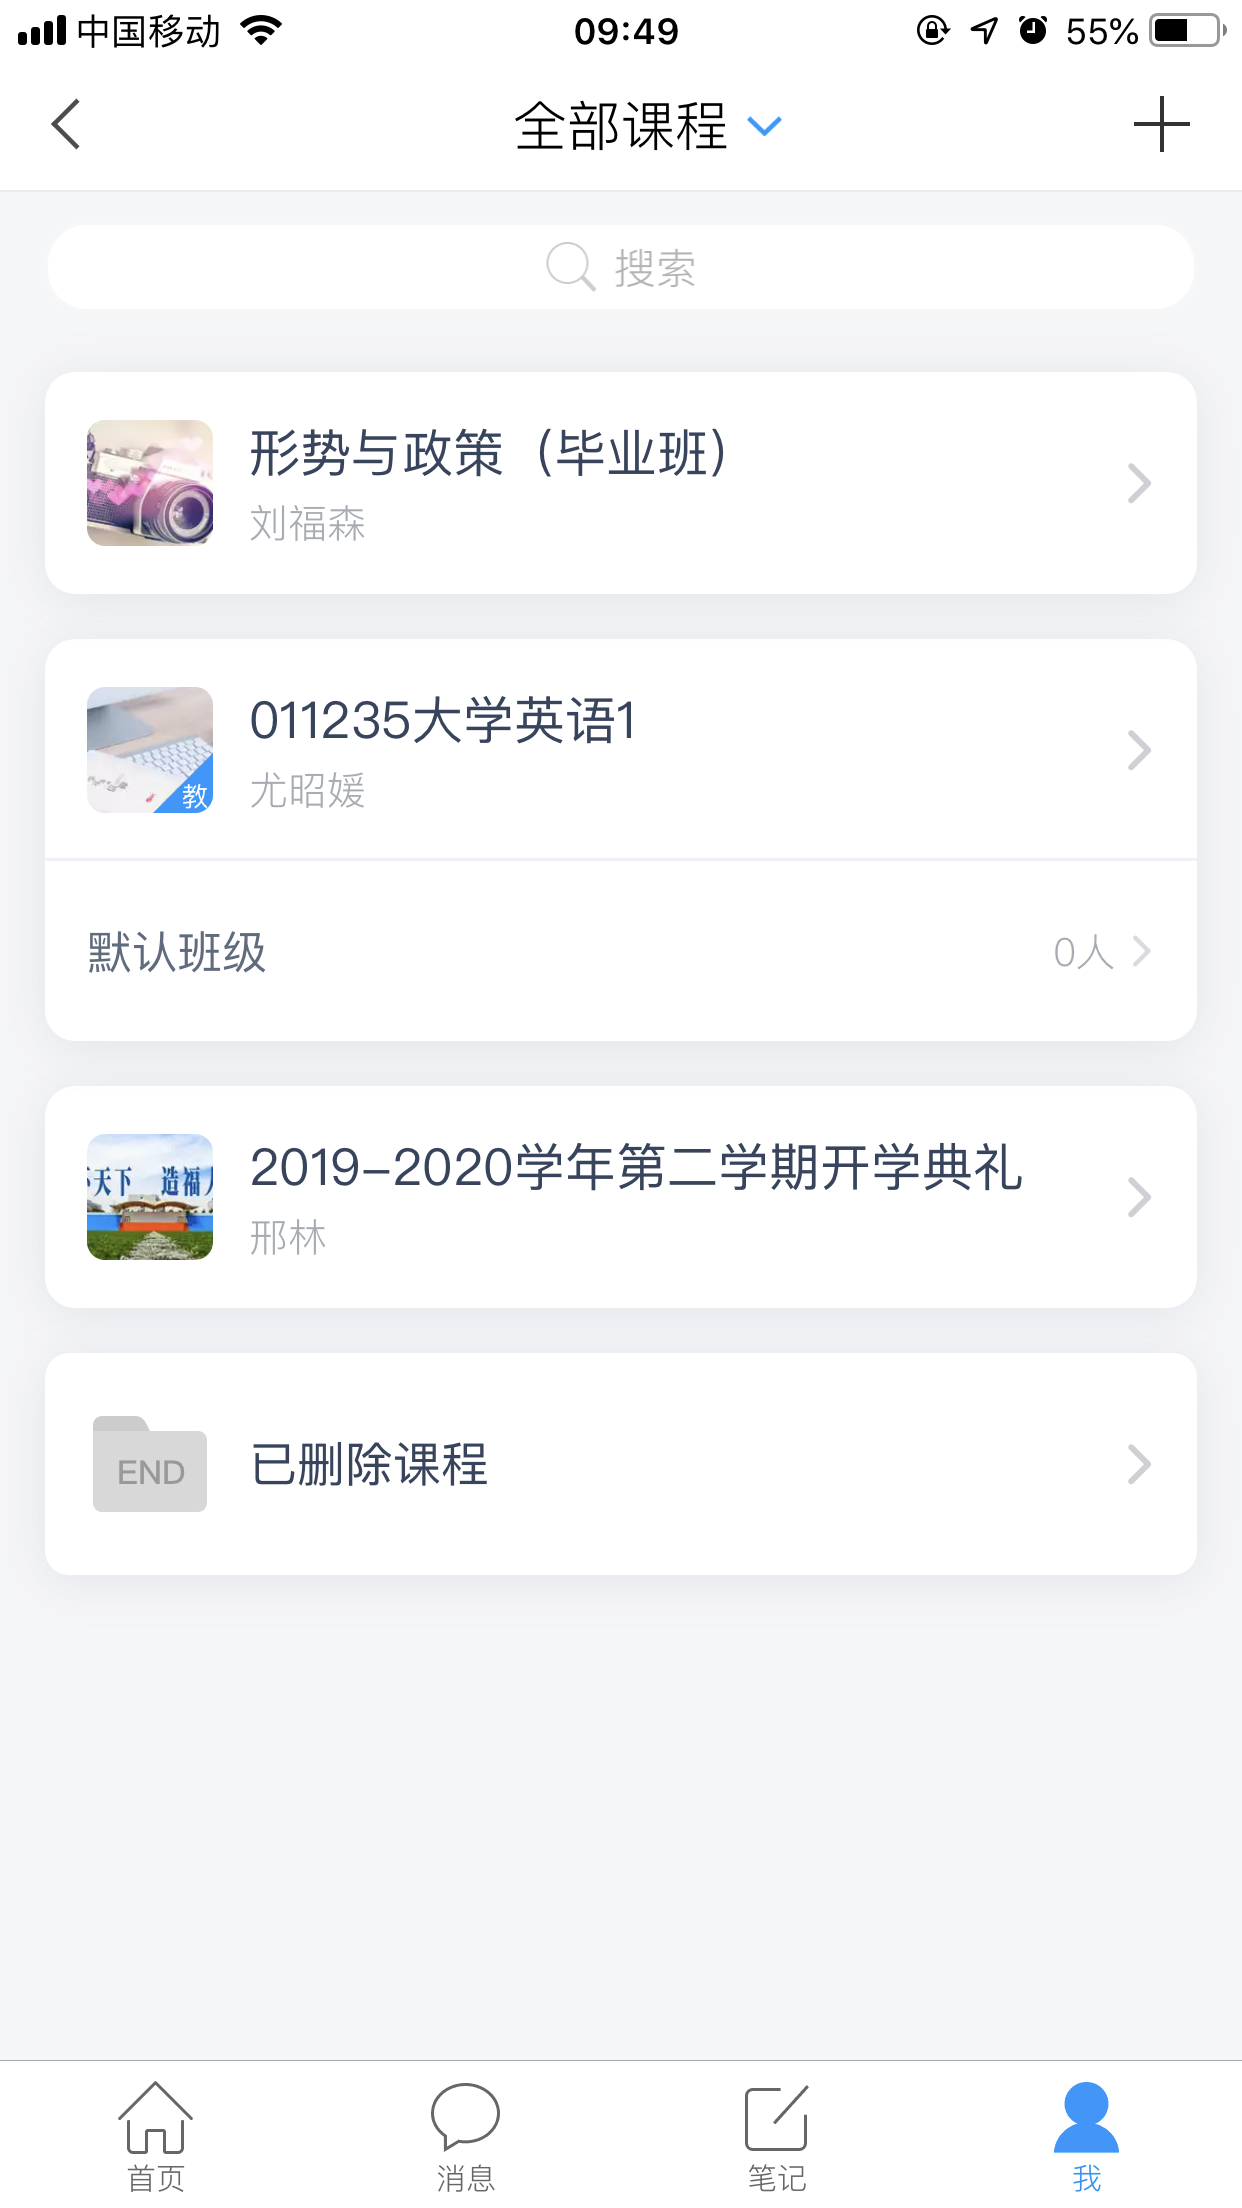 中国移动 09:49 55%
全部课程
搜索
形势与政策（毕业班）
刘福森
011235大学英语1
教
尤昭媛
默认班级 0人
天下 造福
2019-2020学年第二学期开学典礼
邢林
END
已删除课程
首页 消息 笔记 我